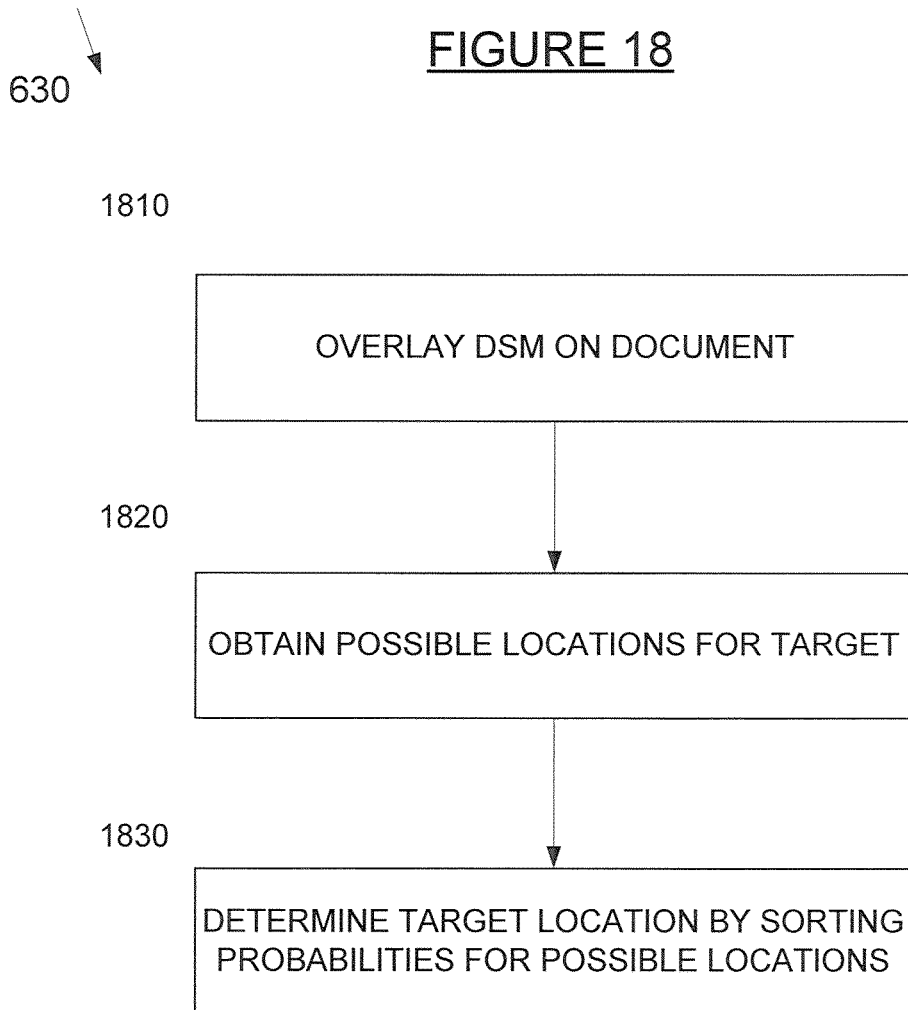 FIGURE 18
630
1810
OVERLAY DSM ON DOCUMENT
1820
OBTAIN POSSIBLE LOCATIONS FOR TARGET
1830
DETERMINE TARGET LOCATION BY SORTING
PROBABILITIES FOR POSSIBLE LOCATIONS